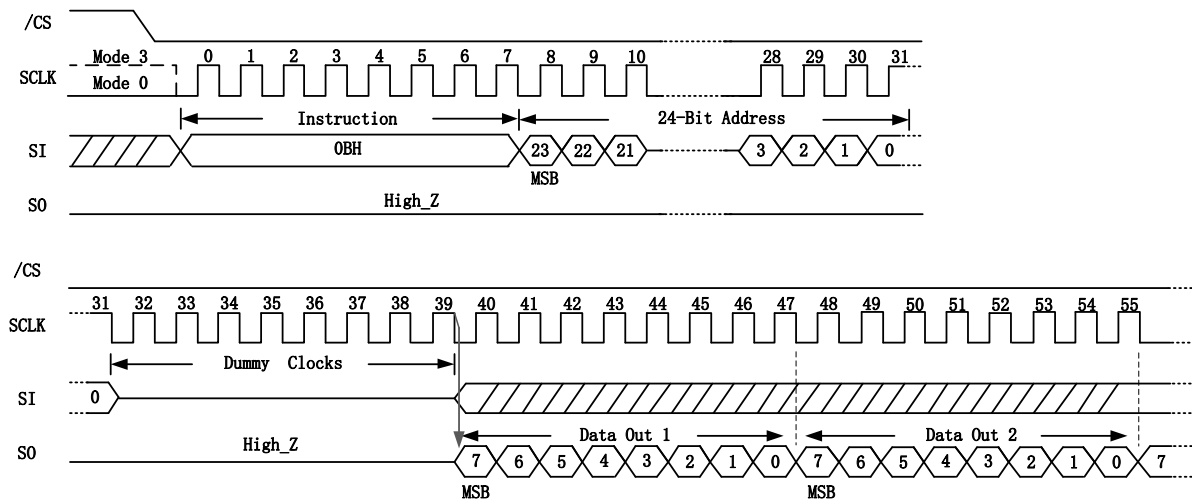 /CS
Mode 3
0 1 2 3 4 5 6 7 8 9 10 28 29 30 31
SCLK
Mode 0
Instruction 24-Bit Address
SI 0BH 23 22 21 3 2 1 0
MSB
High_Z
SO
/CS
31 32 33 34 35 36 37 38 39 40 41 42 43 44 45 46 47 48 49 50 51 52 53 54 55
SCLK
Dummy Clocks
SI 0
Data Out 1 Data Out 2
High_Z
SO 7 6 5 4 3 2 1 0 7 6 5 4 3 2 1 0 7
MSB MSB